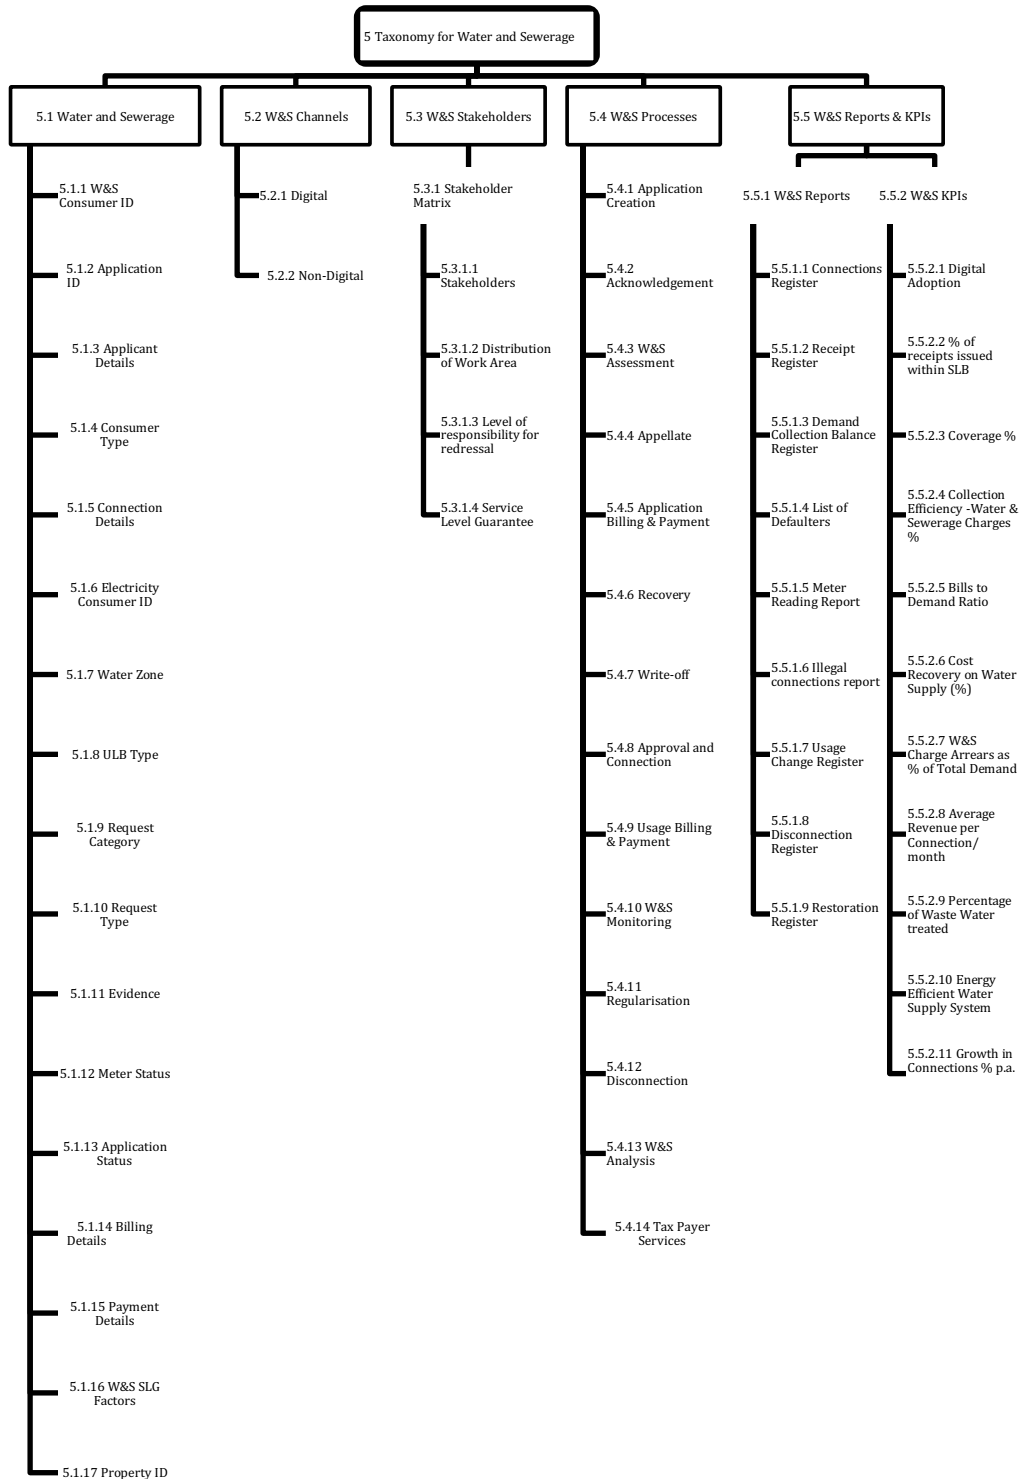 5 Taxonomy for Water and Sewerage
5.1 Water and Sewerage
5.1.1 W&S
Consumer ID
5.1.2 Application
ID
5.1.3 Applicant
Details
5.1.4 Consumer
Type
5.1.5 Connection
Details
5.1.6 Electricity
Consumer ID
5.1.7 Water Zone
5.1.8 ULB Type
5.1.9 Request
Category
5.1.10 Request
Type
5.1.11 Evidence
5.1.12 Meter Status
5.1.13 Application
Status
5.1.14 Billing
Details
5.1.15 Payment
Details
5.1.16 W&S SLG
Factors
5.1.17 Property ID
5.2 W&S Channels
5.2.1 Digital
5.2.2 Non-Digital
5.3 W&S Stakeholders
5.3.1 Stakeholder
Matrix
5.3.1.1
Stakeholders
5.3.1.2 Distribution
of Work Area
5.3.1.3 Level of
responsibility for
redressal
5.3.1.4 Service
Level Guarantee
5.4 W&S Processes
5.4.1 Application
Creation
5.4.2
Acknowledgement
5.4.3 W&S
Assessment
5.4.4 Appellate
5.4.5 Application
Billing & Payment
5.4.6 Recovery
5.4.7 Write-off
5.4.8 Approval and
Connection
5.4.9 Usage Billing
& Payment
5.4.10 W&S
Monitoring
5.4.11
Regularisation
5.4.12
Disconnection
5.4.13 W&S
Analysis
5.4.14 Tax Payer
Services
5.5 W&S Reports & KPIs
5.5.1 W&S Reports
5.5.1.1 Connections
Register
5.5.1.2 Receipt
Register
5.5.1.3 Demand
Collection Balance
Register
5.5.1.4 List of
Defaulters
5.5.1.5 Meter
Reading Report
5.5.1.6 Illegal
connections report
5.5.1.7 Usage
Change Register
5.5.1.8
Disconnection
Register
5.5.1.9 Restoration
Register
5.5.2 W&S KPIs
5.5.2.1 Digital
Adoption
5.5.2.2 % of
receipts issued
within SLB
5.5.2.3 Coverage %
5.5.2.4 Collection
Efficiency -Water &
Sewerage Charges
%
5.5.2.5 Bills to
Demand Ratio
5.5.2.6 Cost
Recovery on Water
Supply (%)
5.5.2.7 W&S
Charge Arrears as
% of Total Demand
5.5.2.8 Average
Revenue per
Connection/
month
5.5.2.9 Percentage
of Waste Water
treated
5.5.2.10 Energy
Efficient Water
Supply System
5.5.2.11 Growth in
Connections % p.a.